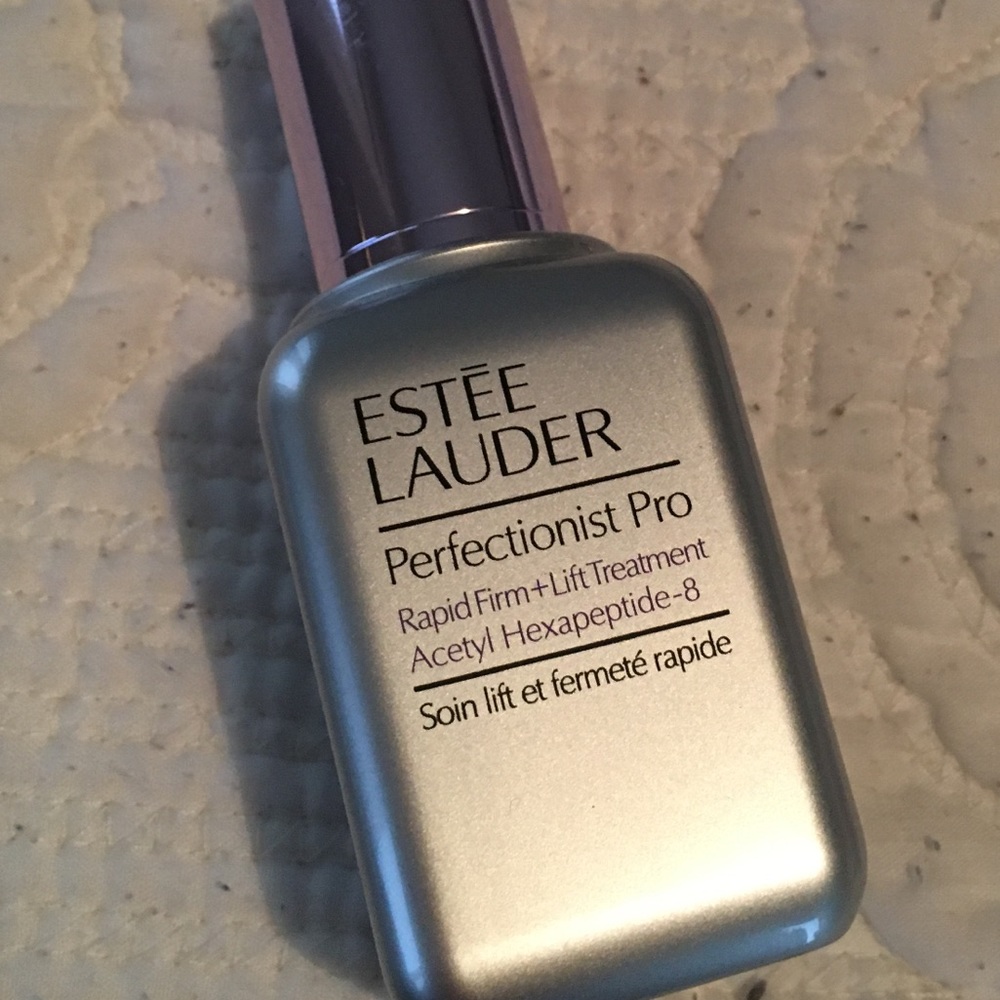 ESTĒE
LAUDER
Perfectionist Pro
Rapid Firm+Lift Treatment
Acetyl Hexapeptide-8
Soin lift et fermeté rapide